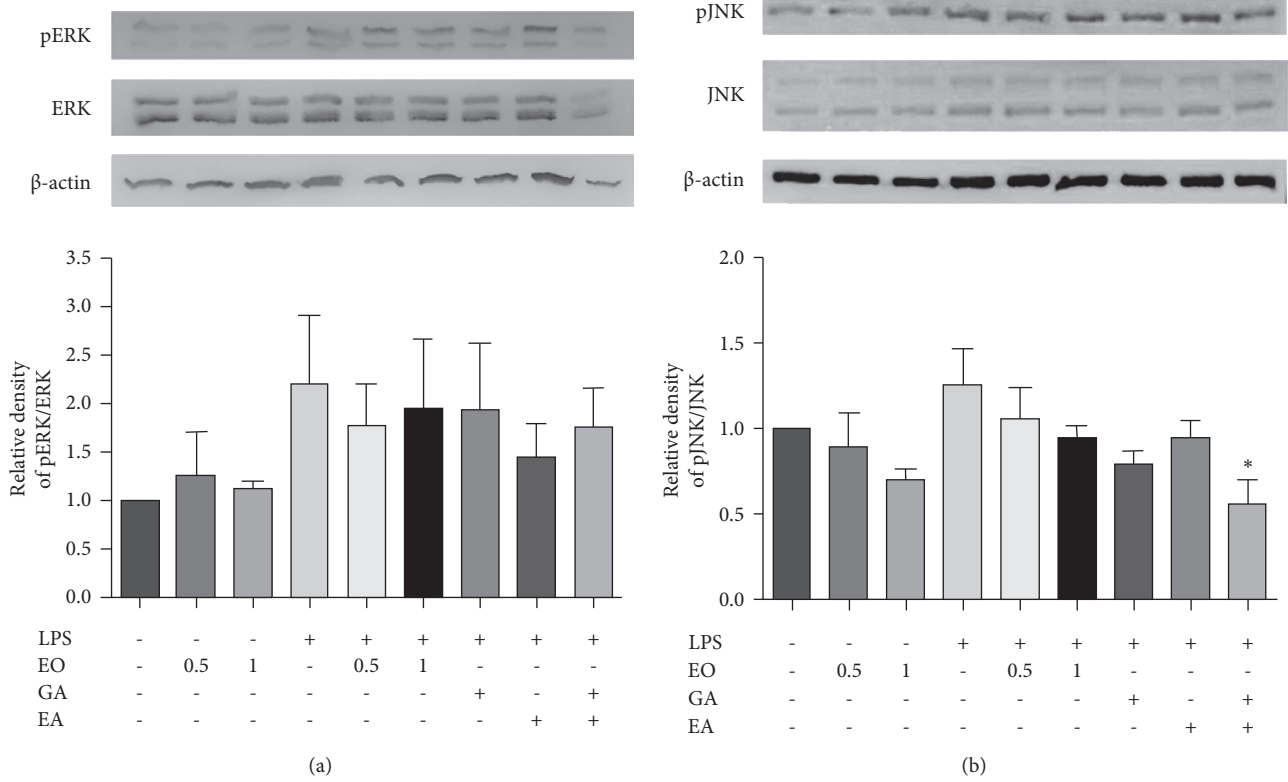 pERK
ERK
β-actin
3.5
3.0
2.5
2.0
1.5
1.0
0.5
0.0
Relative density
of pERK/ERK
LPS - - - + + + + + +
EO - 0.5 1 - 0.5 1 - - -
GA - - - - - - + - +
EA - - - - - - - + +
(a)
pJNK
JNK
β-actin
2.0
1.5
1.0
0.5
0.0
Relative density
of pJNK/JNK
*
LPS - - - + + + + + +
EO - 0.5 1 - 0.5 1 - - -
GA - - - - - - + - +
EA - - - - - - - + +
(b)